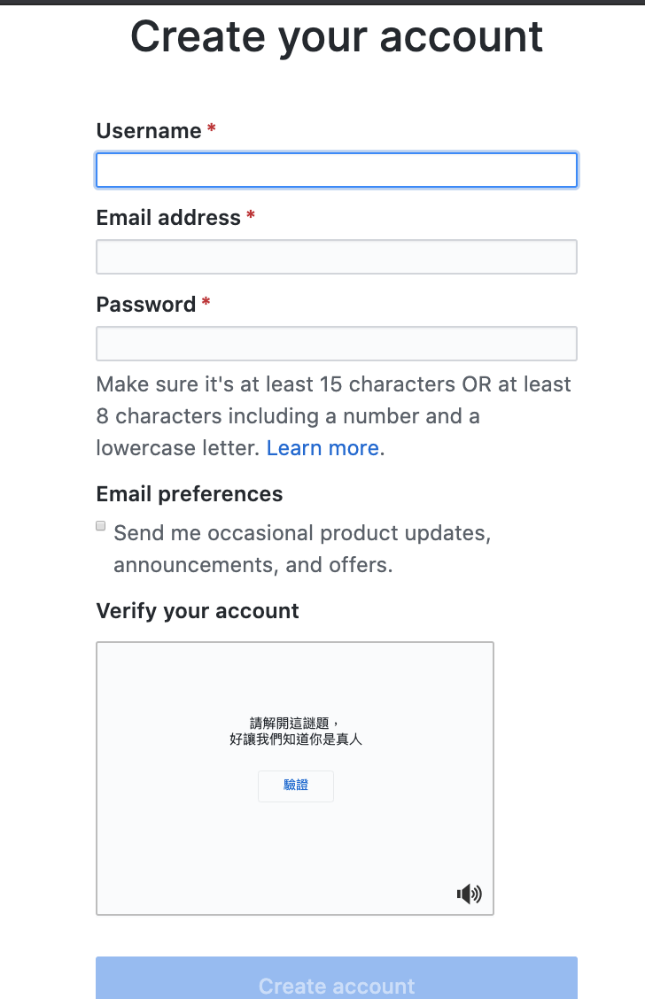 Create your account
Username *
Email address *
Password *
Make sure it's at least 15 characters OR at least
8 characters including a number and a
lowercase letter. Learn more.
Email preferences
Send me occasional product updates,
announcements, and offers.
Verify your account
請解開這謎題，
好讓我們知道你是真人
驗證
Create account